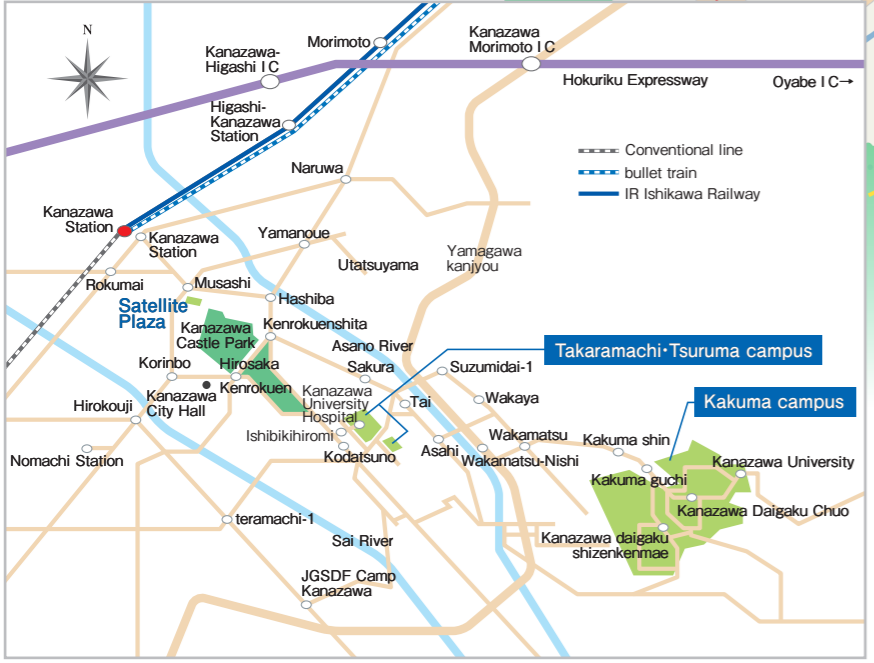 N
Kanazawa-
Higashi I C
Morimoto
Kanazawa
Morimoto I C
Hokuriku Expressway
Oyabe I C→
Higashi-
Kanazawa
Station
Conventional line
bullet train
IR Ishikawa Railway
Naruwa
Kanazawa
Station
Kanazawa
Station
Yamanoue
Utatsuyama
Yamagawa
kanjyou
Rokumai
Musashi
Hashiba
Satellite
Plaza
Kanazawa
Castle Park
Kenrokuenshita
Asano River
Takaramachi・Tsuruma campus
Korinbo
Hirosaka
Sakura
Suzumidai-1
Kanazawa
City Hall
Kenrokuen
Kanazawa
University
Hospital
Tai
Wakaya
Kakuma campus
Hirokouji
Ishibikihiromi
Kodatsuno
Asahi
Wakamatsu
Wakamatsu-Nishi
Kakuma shin
Nomachi Station
Kakuma guchi
Kanazawa University
Kanazawa Daigaku Chuo
teramachi-1
Sai River
Kanazawa daigaku
shizenkenmae
JGSDF Camp
Kanazawa